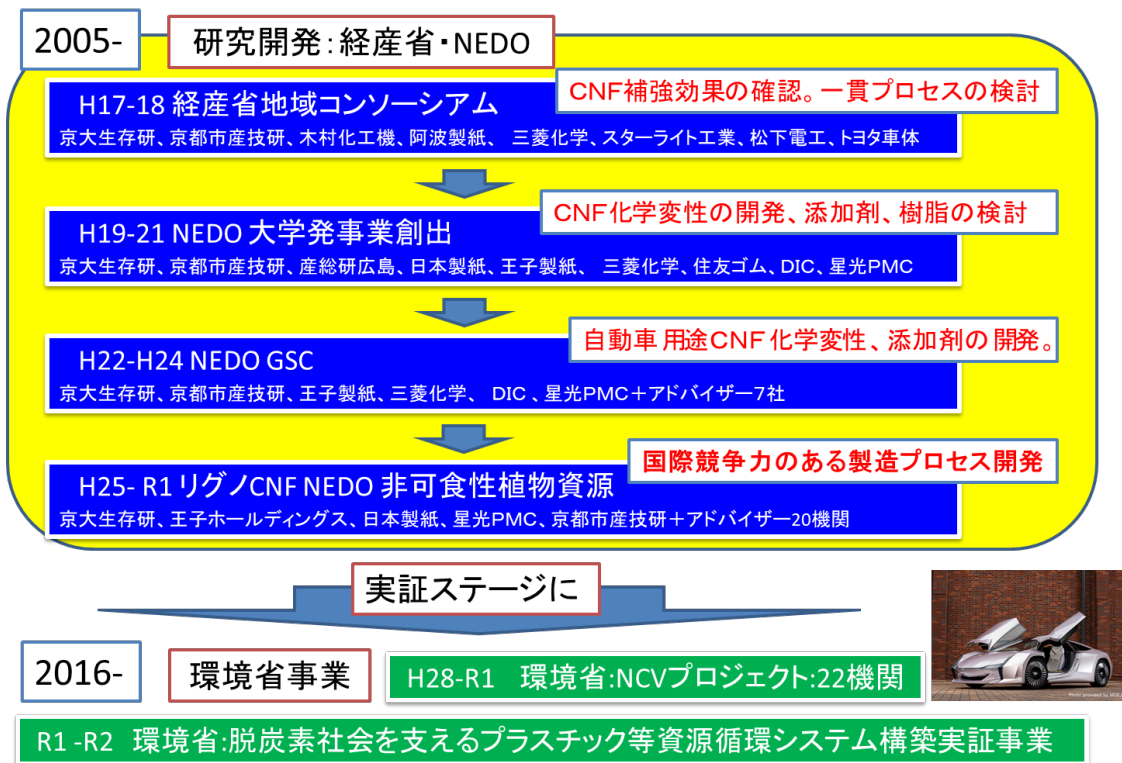 2005-
研究開発：経産省・NEDO
CNF補強効果の確認。一貫プロセスの検討
H17-18 経産省地域コンソーシアム
京大生存研、京都市産技研、木村化工機、阿波製紙、 三菱化学、スターライト工業、松下電工、トヨタ車体
CNF化学変性の開発、添加剤、樹脂の検討
H19-21 NEDO 大学発事業創出
京大生存研、京都市産技研、産総研広島、日本製紙、王子製紙、 三菱化学、住友ゴム、DIC、星光PMC
自動車 用途CNF 化学変性、添加剤の 開発。
H22-H24 NEDO GSC
京大生存研、京都市産技研、王子製紙、三菱化学、 DIC 、星光PMC＋アドバイザー7社
国際競争力のある製造プロセス開発
H25- R1 リグノCNF NEDO 非可食性植物資源
京大生存研、王子ホールディングス、日本製紙、星光PMC、京都市産技研＋アドバイザー20機関
実証ステージに
2016-
環境省事業
H28-R1 環境省:NCVプロジェクト:22機関
R1 -R2 環境省:脱炭素社会を支えるプラスチック等資源循環システム構築実証事業